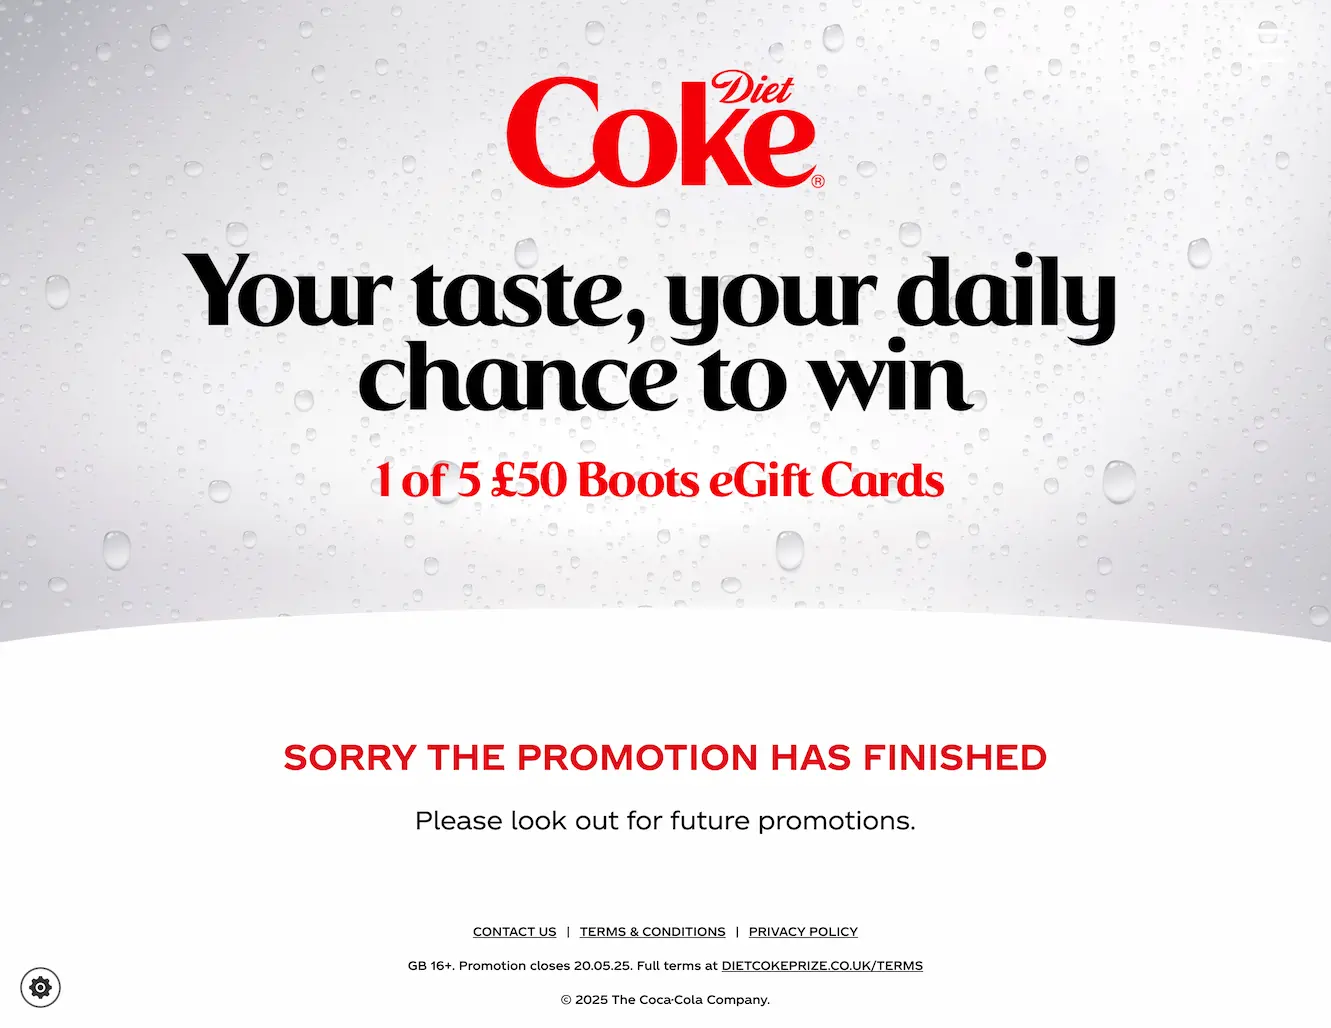 Diet
Coke®
Your taste, your daily
chance to win
1 of 5 £50 Boots eGift Cards
SORRY THE PROMOTION HAS FINISHED
Please look out for future promotions.
CONTACT US | TERMS & CONDITIONS | PRIVACY POLICY
GB 16+. Promotion closes 20.05.25. Full terms at DIETCOKEPRIZE.CO.UK/TERMS
© 2025 The Coca-Cola Company.